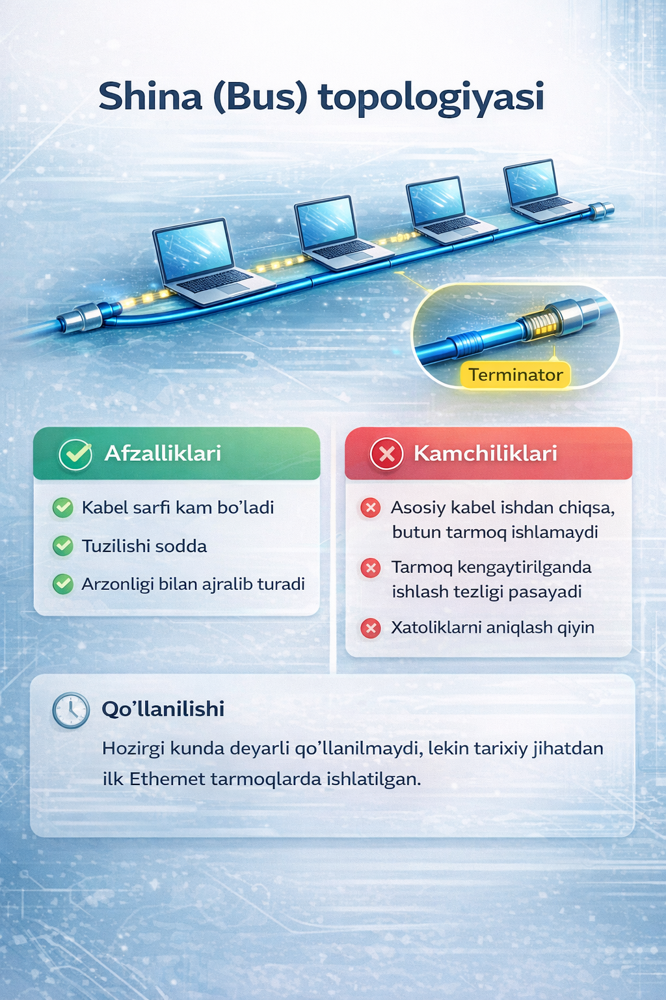 Shina (Bus) topologiyasi
Terminator
Afzalliklari
Kabel sarfi kam bo’ladi
Tuzilishi sodda
Arzonligi bilan ajralib turadi
Kamchiliklari
Asosiy kabel ishdan chiqsa,
butun tarmoq ishlamaydi
Tarmoq kengaytirilganda
ishlash tezligi pasayadi
Xatoliklarni aniqlash qiyin
Qo’llanilishi
Hozirgi kunda deyarli qo’llanilmaydi, lekin tarixiy jihatdan
ilk Ethernet tarmoqlarda ishlatilgan.